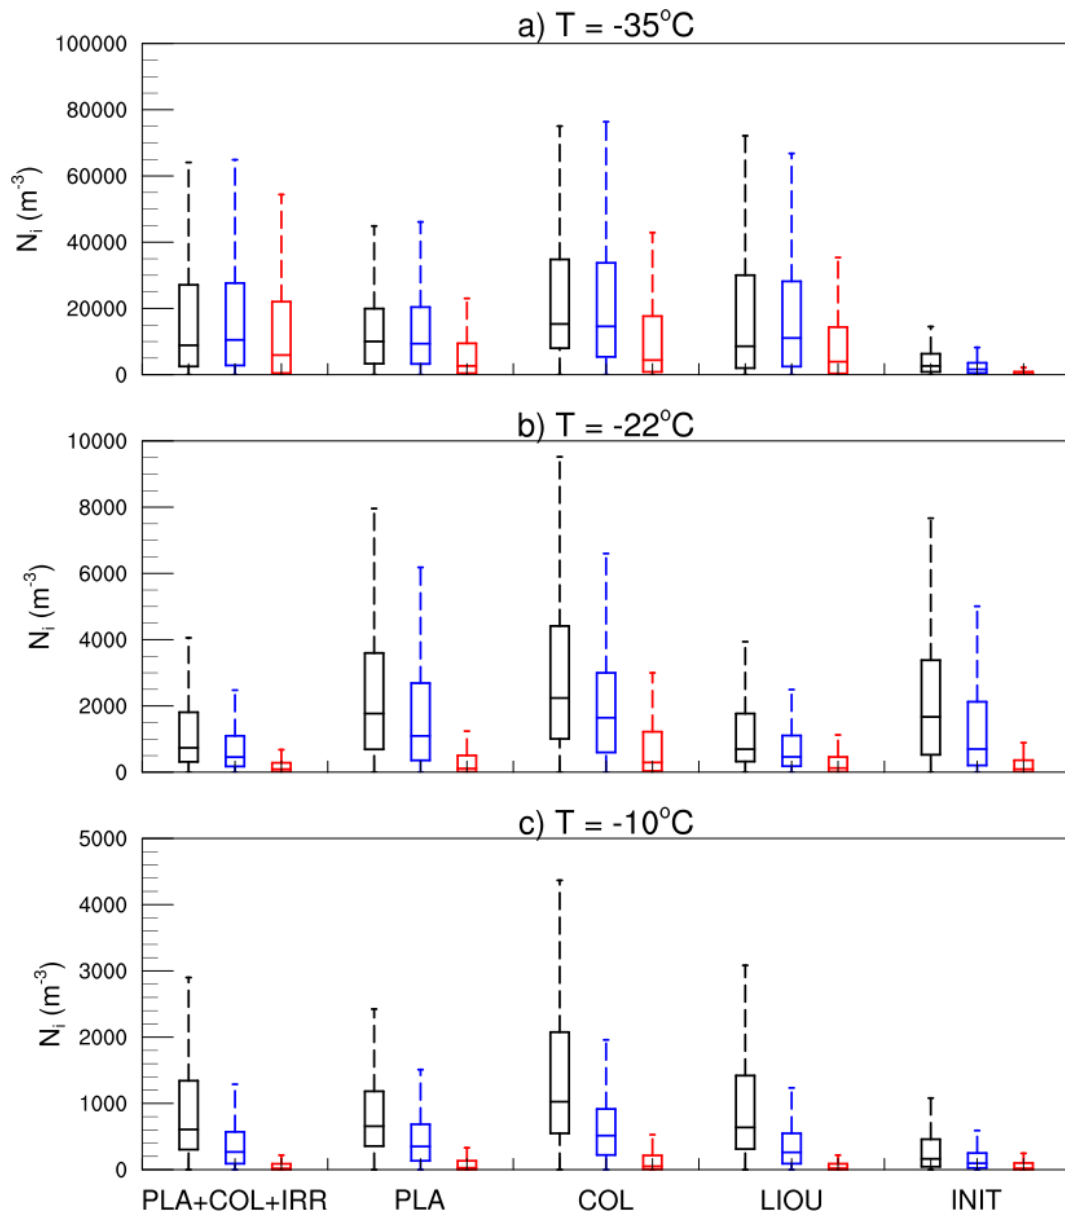 a) T = -35°C
100000
80000
60000
40000
20000
0
Nᵢ (m⁻³)
b) T = -22°C
10000
8000
6000
4000
2000
0
Nᵢ (m⁻³)
c) T = -10°C
5000
4000
3000
2000
1000
0
Nᵢ (m⁻³)
PLA+COL+IRR PLA COL LIOU INIT